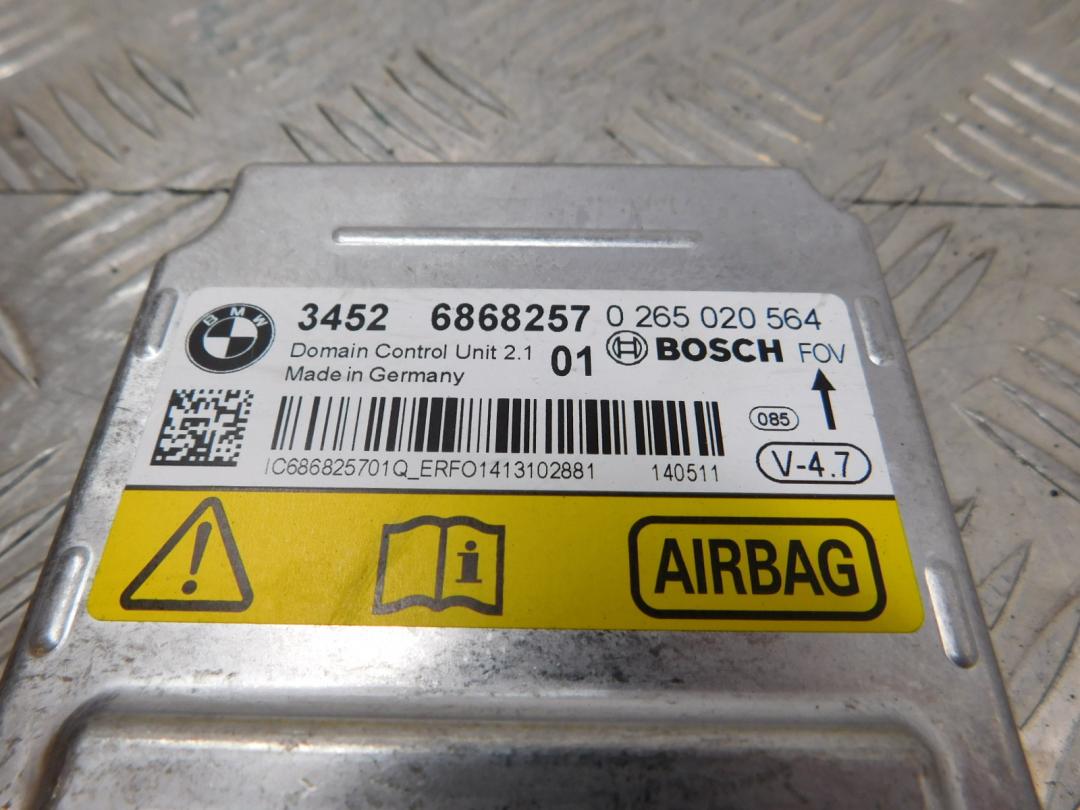 BMW
3452 6868257 0 265 020 564
Domain Control Unit 2.1 01 BOSCH FOV
Made in Germany
085
IC686825701Q_ERFO1413102881 140511
V-4.7
i AIRBAG